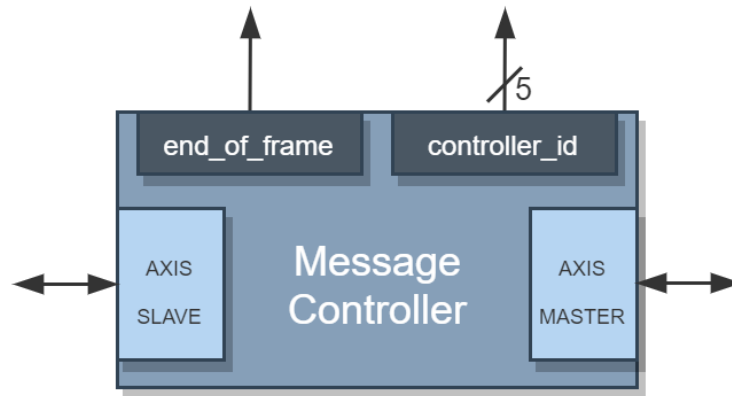 5
end_of_frame
controller_id
AXIS
SLAVE
Message
Controller
AXIS
MASTER